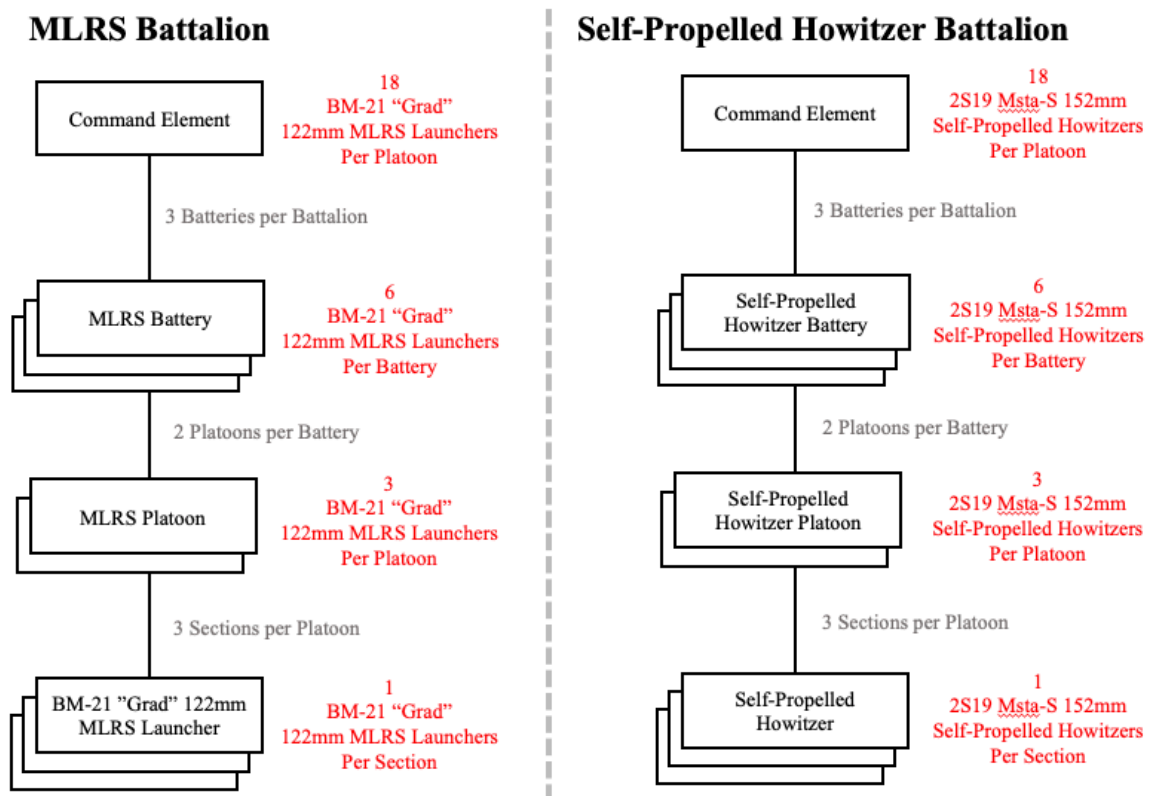 MLRS Battalion
Command Element
18
BM-21 “Grad”
122mm MLRS Launchers
Per Platoon
3 Batteries per Battalion
MLRS Battery
6
BM-21 “Grad”
122mm MLRS Launchers
Per Battery
2 Platoons per Battery
MLRS Platoon
3
BM-21 “Grad”
122mm MLRS Launchers
Per Platoon
3 Sections per Platoon
BM-21 ”Grad” 122mm
MLRS Launcher
1
BM-21 “Grad”
122mm MLRS Launchers
Per Section
Self-Propelled Howitzer Battalion
Command Element
18
2S19 Msta-S 152mm
Self-Propelled Howitzers
Per Platoon
3 Batteries per Battalion
Self-Propelled
Howitzer Battery
6
2S19 Msta-S 152mm
Self-Propelled Howitzers
Per Battery
2 Platoons per Battery
Self-Propelled
Howitzer Platoon
3
2S19 Msta-S 152mm
Self-Propelled Howitzers
Per Platoon
3 Sections per Platoon
Self-Propelled
Howitzer
1
2S19 Msta-S 152mm
Self-Propelled Howitzers
Per Section